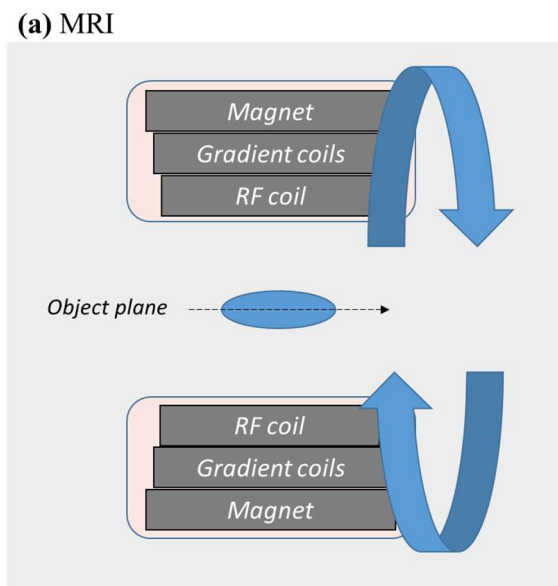 (a) MRI
Magnet
Gradient coils
RF coil
Object plane
RF coil
Gradient coils
Magnet